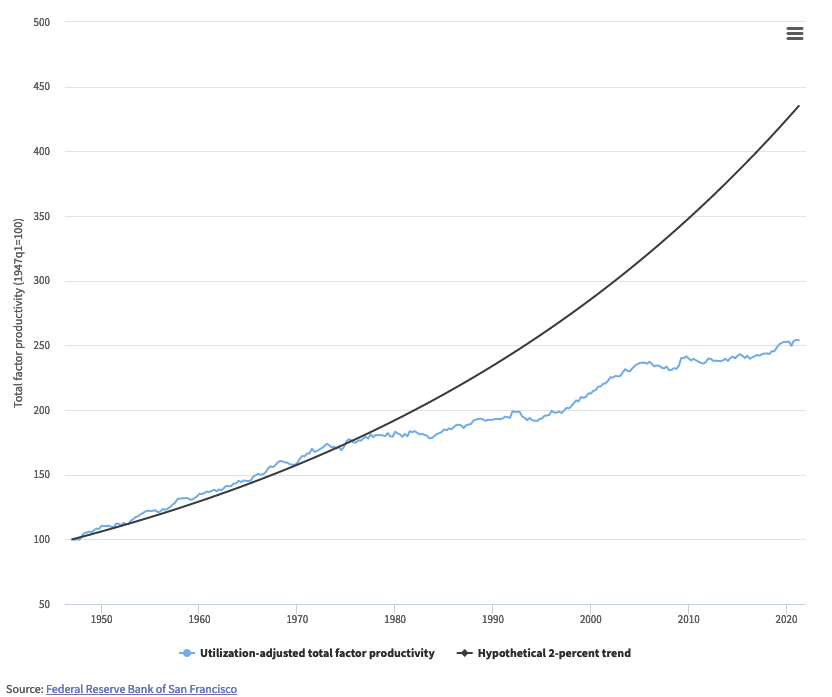 500
450
400
350
300
250
200
150
100
50
Total factor productivity (1947q1=100)
1950 1960 1970 1980 1990 2000 2010 2020
Utilization-adjusted total factor productivity Hypothetical 2-percent trend
Source: Federal Reserve Bank of San Francisco